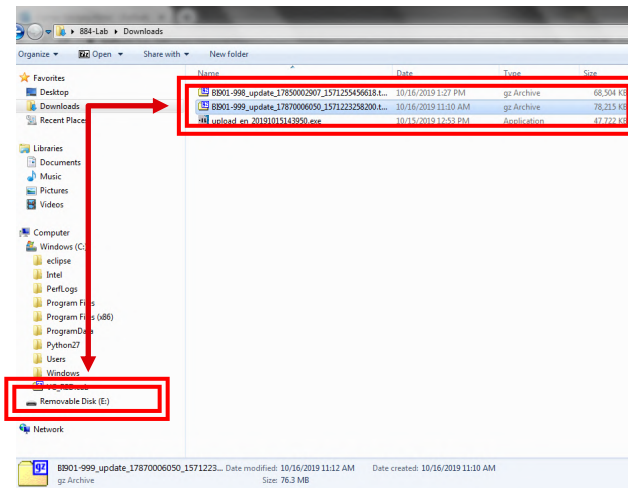 884-Lab ▸ Downloads
Organize Open Share with New folder
Name Date Type Size
BI901-998_update_17850002907_1571255456618.t... 10/16/2019 1:27 PM gz Archive 68,504 KB
BI901-999_update_17870006050_1571223258200.t... 10/16/2019 11:10 AM gz Archive 78,215 KB
upload_en_20191015143950.exe 10/15/2019 12:53 PM Application 47,722 KB
Favorites
Desktop
Downloads
Recent Places
Libraries
Documents
Music
Pictures
Videos
Computer
Windows (C:)
eclipse
Intel
PerfLogs
Program Files
Program Files (x86)
ProgramData
Python27
Users
Windows
Removable Disk (E:)
Network
gz
BI901-999_update_17870006050_1571223... Date modified: 10/16/2019 11:12 AM Date created: 10/16/2019 11:10 AM
gz Archive Size: 76.3 MB